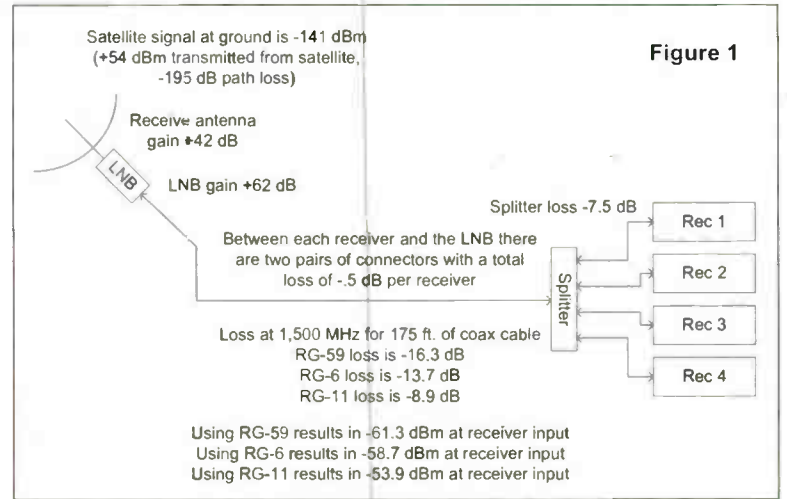 Satellite signal at ground is -141 dBm
(+54 dBm transmitted from satellite,
-195 dB path loss)
Figure 1
Receive antenna
gain +42 dB
LNB
LNB gain +62 dB
Splitter loss -7.5 dB
Rec 1
Between each receiver and the LNB there
are two pairs of connectors with a total
loss of -.5 dB per receiver
Splitter
Rec 2
Rec 3
Rec 4
Loss at 1,500 MHz for 175 ft. of coax cable
RG-59 loss is -16.3 dB
RG-6 loss is -13.7 dB
RG-11 loss is -8.9 dB
Using RG-59 results in -61.3 dBm at receiver input
Using RG-6 results in -58.7 dBm at receiver input
Using RG-11 results in -53.9 dBm at receiver input